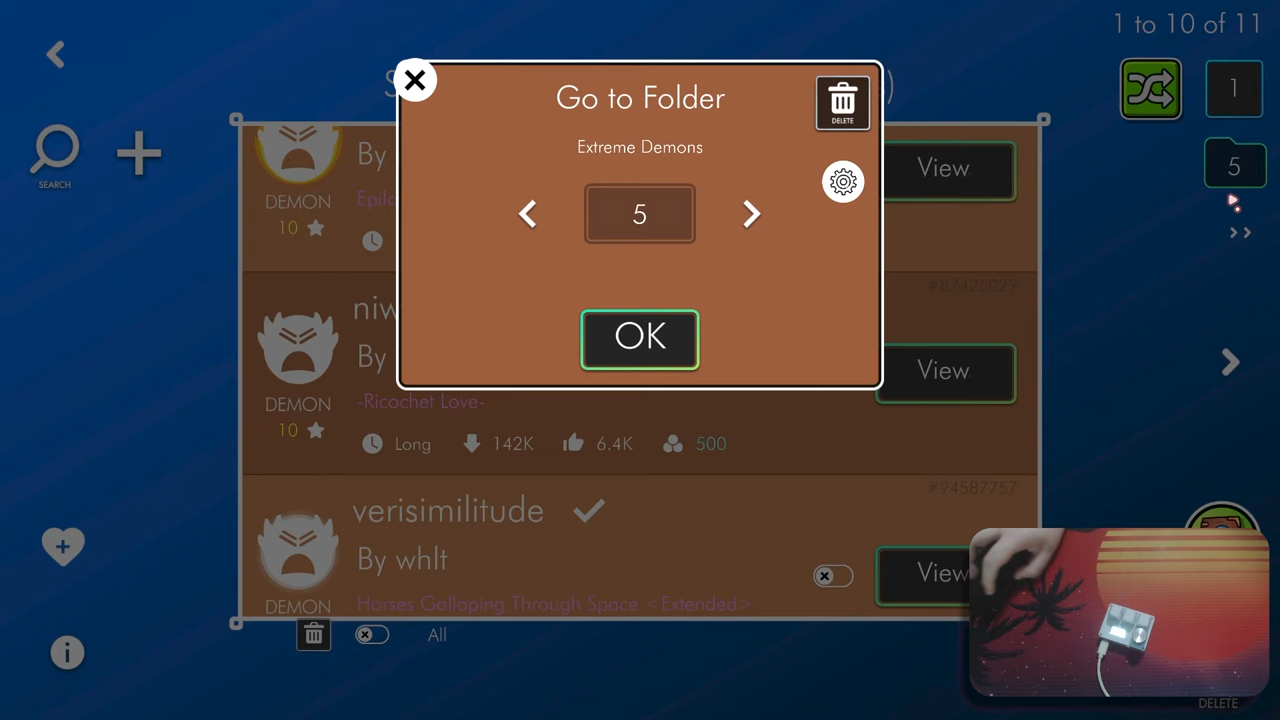 1 to 10 of 11
S )
Go to Folder
DELETE
Extreme Demons
1
5
SEARCH
5
OK
By
View
DEMON
Epilo
10
#87425029
niw
By
View
DEMON
-Ricochet Love-
10
Long 142K 6.4K 500
#94587757
verisimilitude
By whlt
View
DEMON
Horses Galloping Through Space <Extended>
All
DELETE